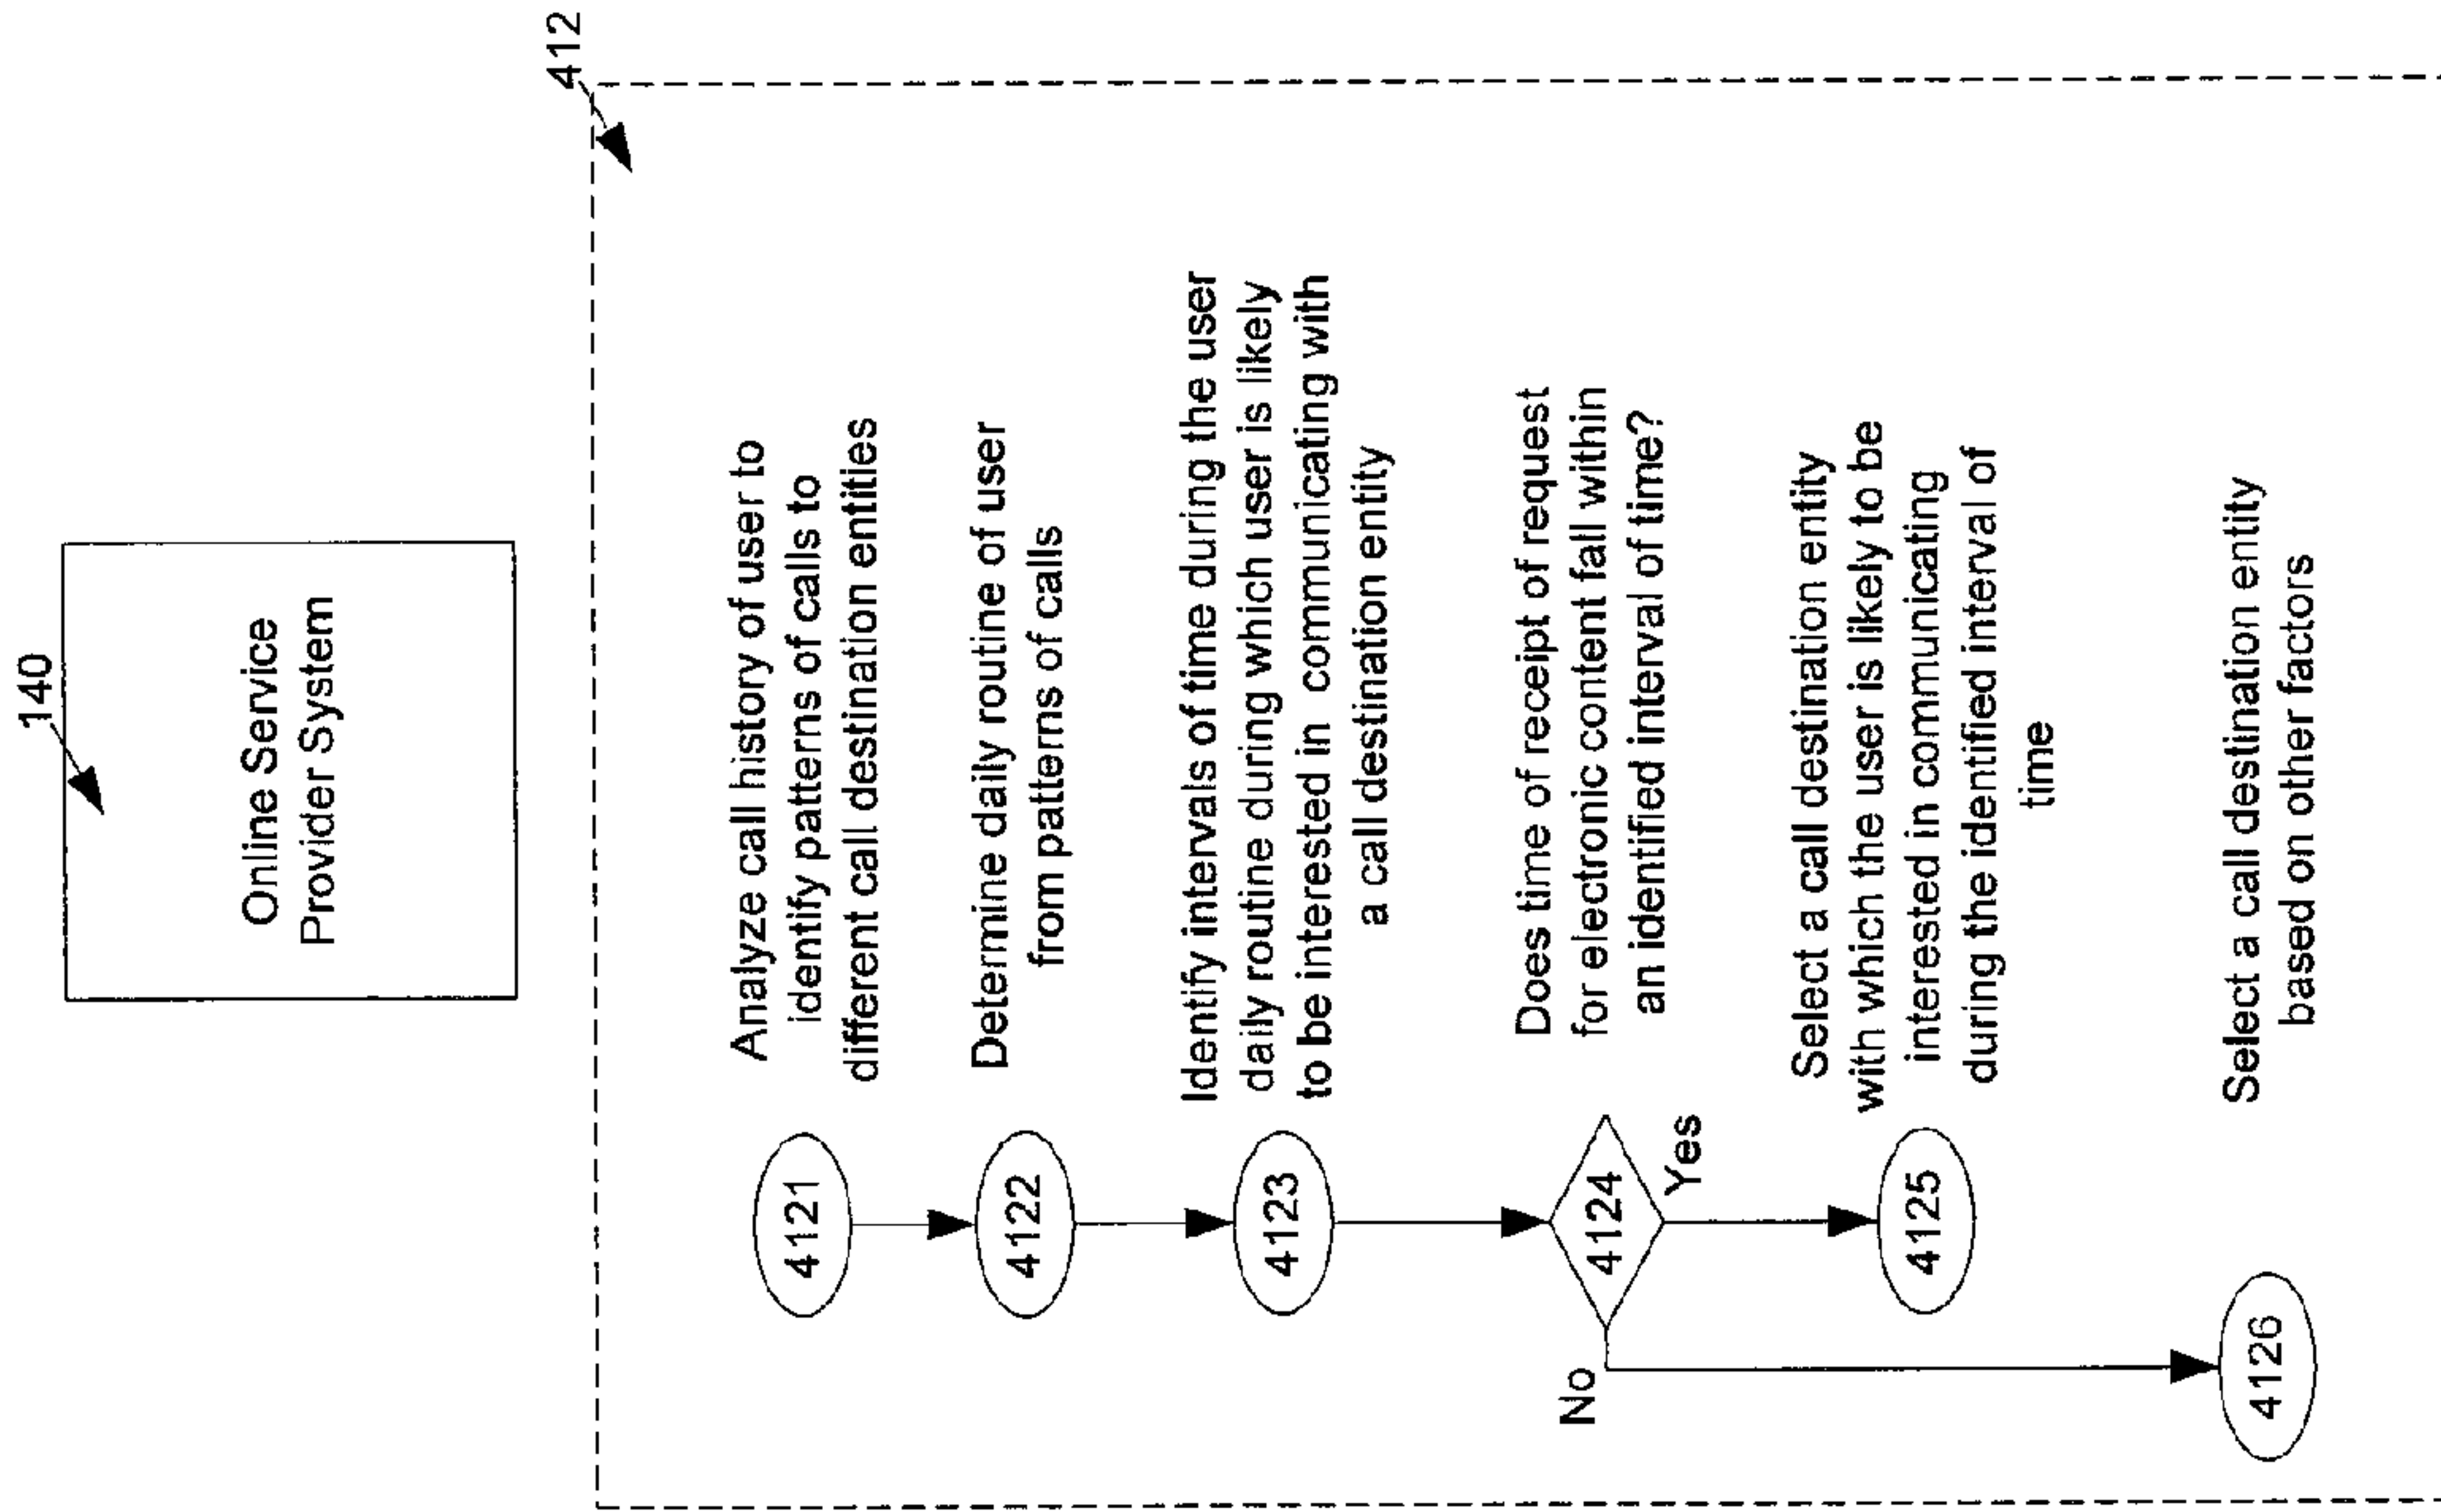 140
Online Service
Provider System
412
4121
Analyze call history of user to
identify patterns of calls to
different call destination entities
4122
Determine daily routine of user
from patterns of calls
4123
Identify intervals of time during the user
daily routine during which user is likely
to be interested in communicating with
a call destination entity
4124
Does time of receipt of request
for electronic content fall within
an identified interval of time?
Yes
No
4125
Select a call destination entity
with which the user is likely to be
interested in communicating
during the identified interval of
time
4126
Select a call destination entity
based on other factors